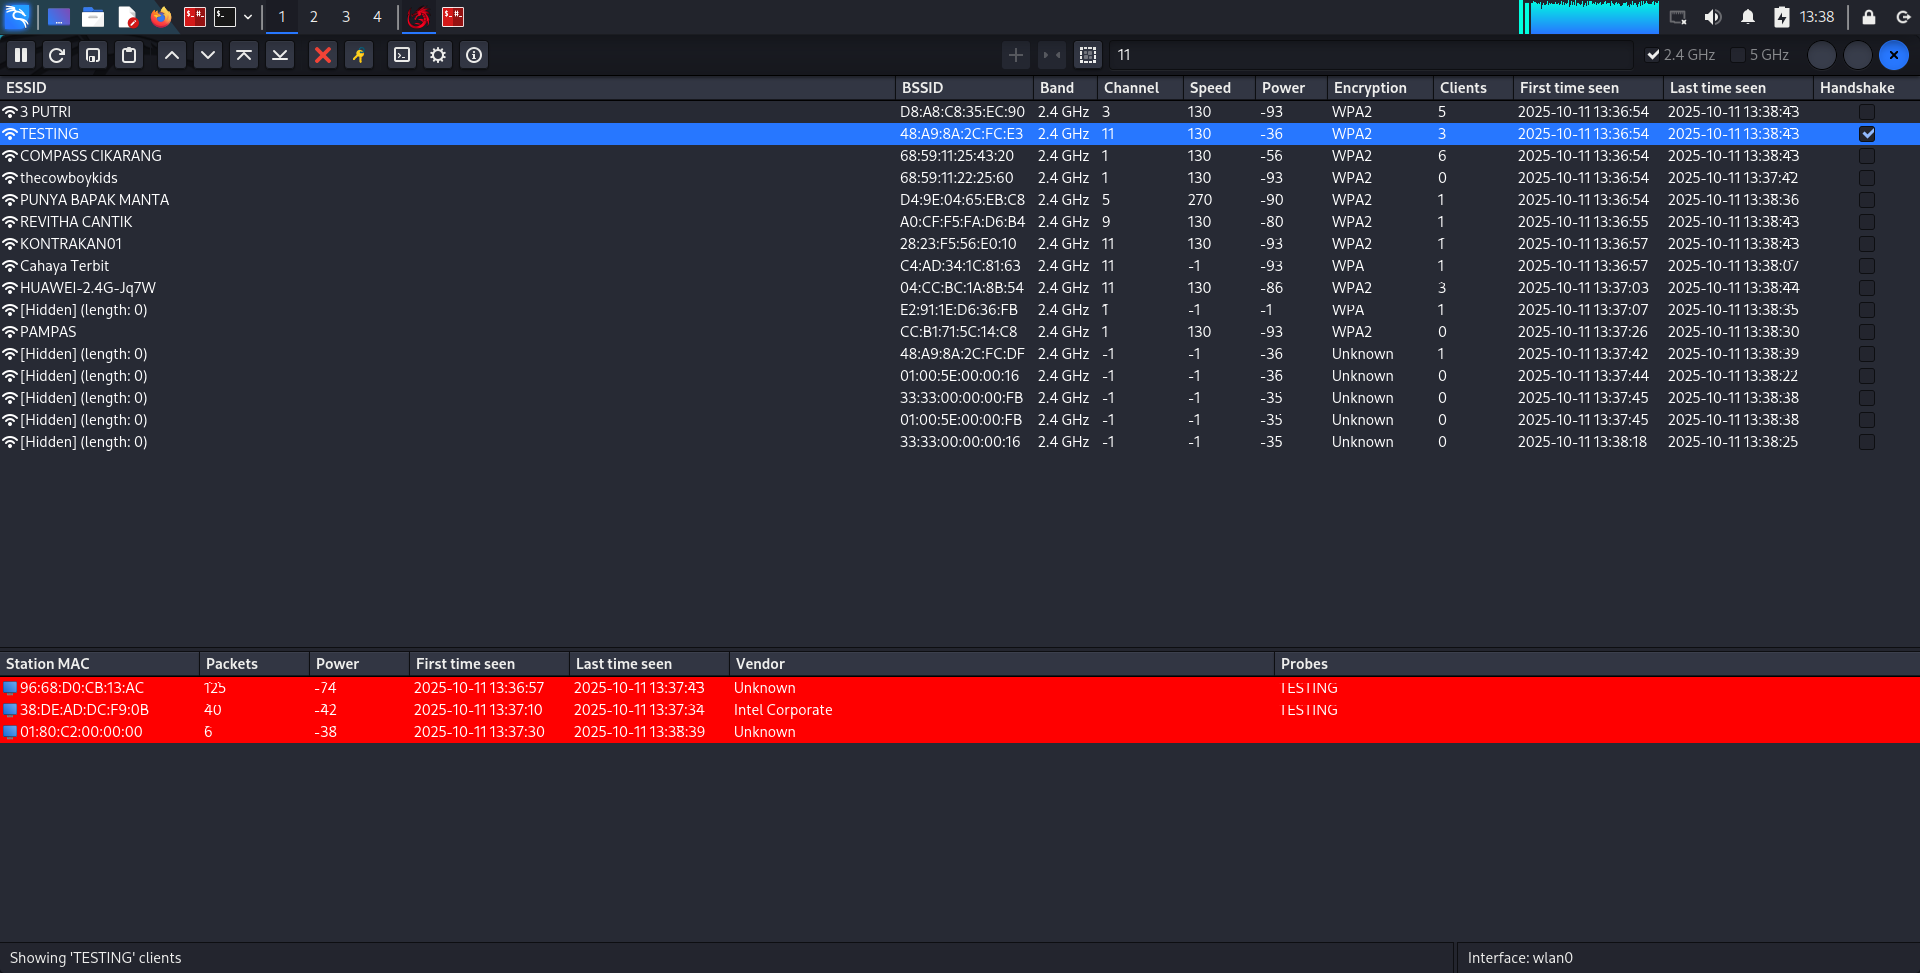 1 2 3 4 13:38
11 2.4 GHz 5 GHz
ESSID BSSID Band Channel Speed Power Encryption Clients First time seen Last time seen Handshake
3 PUTRI D8:A8:C8:35:EC:90 2.4 GHz 3 130 -93 WPA2 5 2025-10-11 13:36:54 2025-10-11 13:38:43
TESTING 48:A9:8A:2C:FC:E3 2.4 GHz 11 130 -36 WPA2 3 2025-10-11 13:36:54 2025-10-11 13:38:43
COMPASS CIKARANG 68:59:11:25:43:20 2.4 GHz 1 130 -56 WPA2 6 2025-10-11 13:36:54 2025-10-11 13:38:43
thecowboykids 68:59:11:22:25:60 2.4 GHz 1 130 -93 WPA2 0 2025-10-11 13:36:54 2025-10-11 13:37:42
PUNYA BAPAK MANTA D4:9E:04:65:EB:C8 2.4 GHz 5 270 -90 WPA2 1 2025-10-11 13:36:54 2025-10-11 13:38:36
REVITHA CANTIK A0:CF:F5:FA:D6:B4 2.4 GHz 9 130 -80 WPA2 1 2025-10-11 13:36:55 2025-10-11 13:38:43
KONTRAKAN01 28:23:F5:56:E0:10 2.4 GHz 11 130 -93 WPA2 1 2025-10-11 13:36:57 2025-10-11 13:38:43
Cahaya Terbit C4:AD:34:1C:81:63 2.4 GHz 11 -1 -93 WPA 1 2025-10-11 13:36:57 2025-10-11 13:38:07
HUAWEI-2.4G-Jq7W 04:CC:BC:1A:8B:54 2.4 GHz 11 130 -86 WPA2 3 2025-10-11 13:37:03 2025-10-11 13:38:44
[Hidden] (length: 0) E2:91:1E:D6:36:FB 2.4 GHz 1 -1 -1 WPA 1 2025-10-11 13:37:07 2025-10-11 13:38:35
PAMPAS CC:B1:71:5C:14:C8 2.4 GHz 1 130 -93 WPA2 0 2025-10-11 13:37:26 2025-10-11 13:38:30
[Hidden] (length: 0) 48:A9:8A:2C:FC:DF 2.4 GHz -1 -1 -36 Unknown 1 2025-10-11 13:37:42 2025-10-11 13:38:39
[Hidden] (length: 0) 01:00:5E:00:00:16 2.4 GHz -1 -1 -36 Unknown 0 2025-10-11 13:37:44 2025-10-11 13:38:22
[Hidden] (length: 0) 33:33:00:00:00:FB 2.4 GHz -1 -1 -35 Unknown 0 2025-10-11 13:37:45 2025-10-11 13:38:38
[Hidden] (length: 0) 01:00:5E:00:00:FB 2.4 GHz -1 -1 -35 Unknown 0 2025-10-11 13:37:45 2025-10-11 13:38:38
[Hidden] (length: 0) 33:33:00:00:00:16 2.4 GHz -1 -1 -35 Unknown 0 2025-10-11 13:38:18 2025-10-11 13:38:25
Station MAC Packets Power First time seen Last time seen Vendor Probes
96:68:D0:CB:13:AC 125 -74 2025-10-11 13:36:57 2025-10-11 13:37:43 Unknown TESTING
38:DE:AD:DC:F9:0B 40 -42 2025-10-11 13:37:10 2025-10-11 13:37:34 Intel Corporate TESTING
01:80:C2:00:00:00 6 -38 2025-10-11 13:37:30 2025-10-11 13:38:39 Unknown
Showing 'TESTING' clients Interface: wlan0